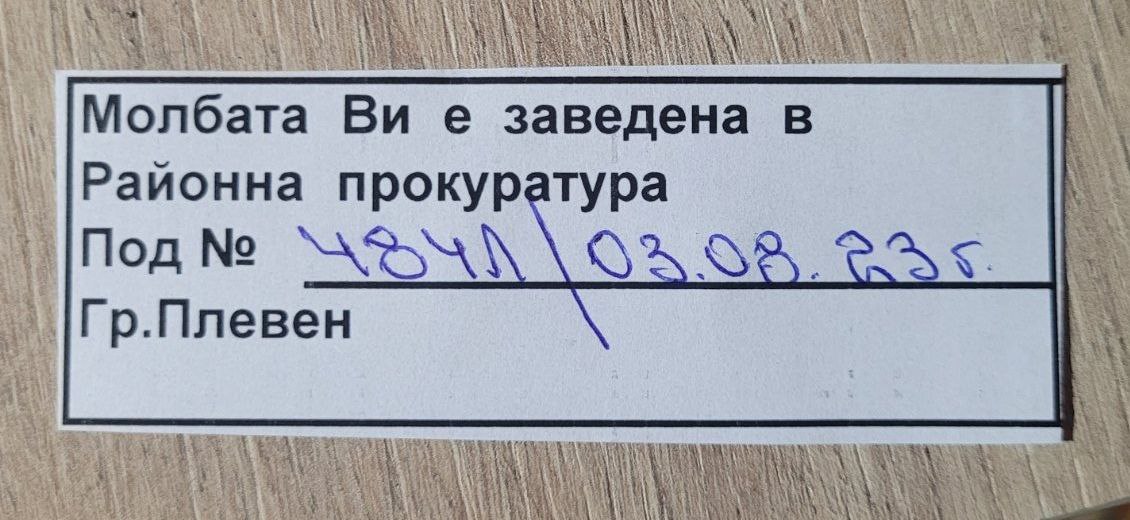 Молбата Ви е заведена в
Районна прокуратура
Под № 4841/03.08.23г.
Гр.Плевен